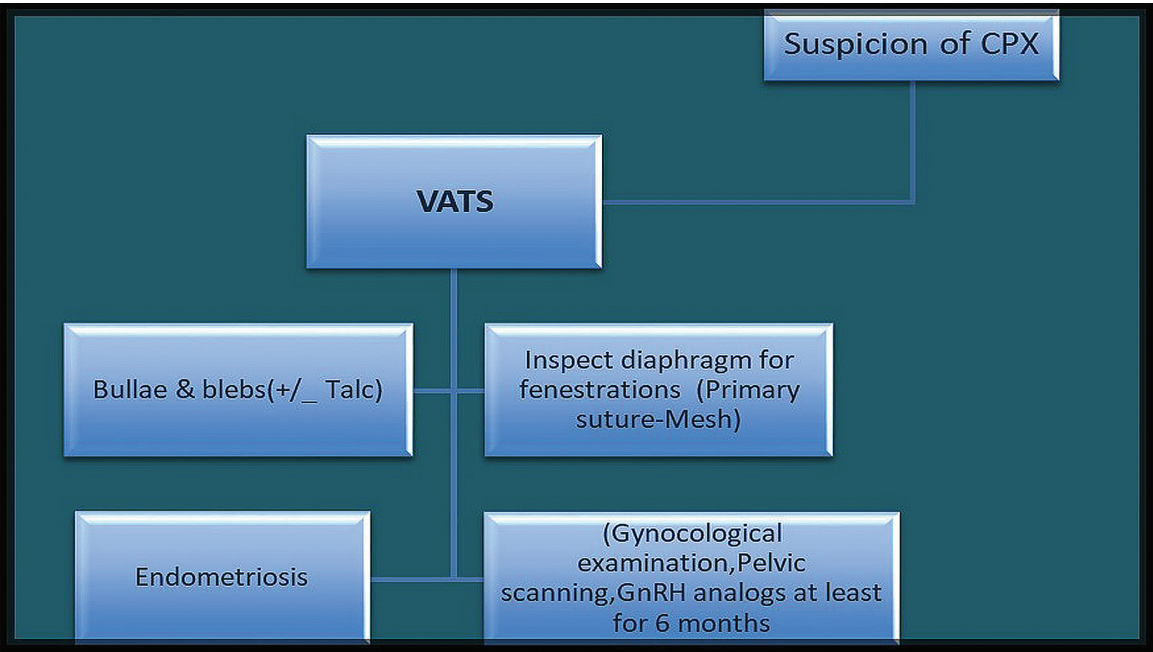 Suspicion of CPX
VATS
Bullae & blebs(+/_ Talc)
Inspect diaphragm for
fenestrations (Primary
suture-Mesh)
Endometriosis
(Gynocological
examination,Pelvic
scanning,GnRH analogs at least
for 6 months